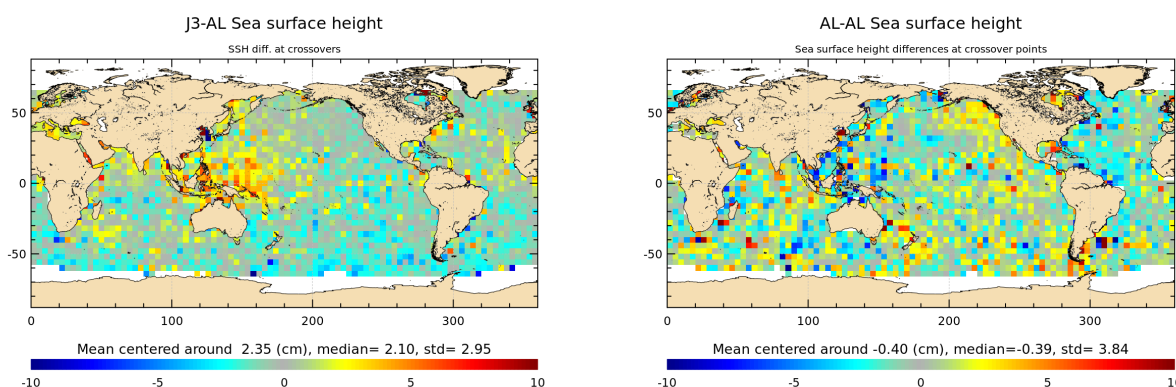 J3-AL Sea surface height
SSH diff. at crossovers
50
0
-50
0 100 200 300
Mean centered around 2.35 (cm), median= 2.10, std= 2.95
-10 -5 0 5 10
AL-AL Sea surface height
Sea surface height differences at crossover points
50
0
-50
0 100 200 300
Mean centered around -0.40 (cm), median=-0.39, std= 3.84
-10 -5 0 5